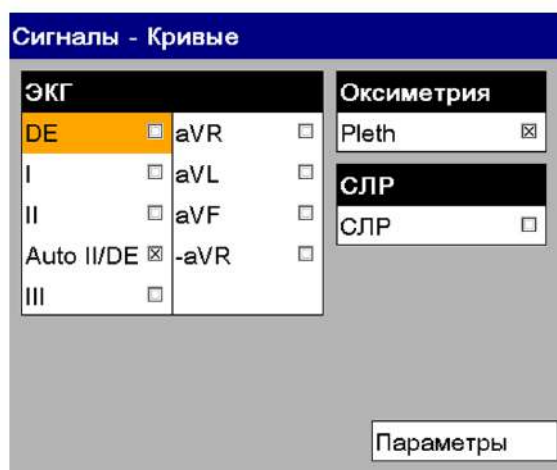 Сигналы - Кривые
ЭКГ
DE
aVR
I
aVL
II
aVF
Auto II/DE
-aVR
III
Оксиметрия
Pleth
СЛР
СЛР
Параметры